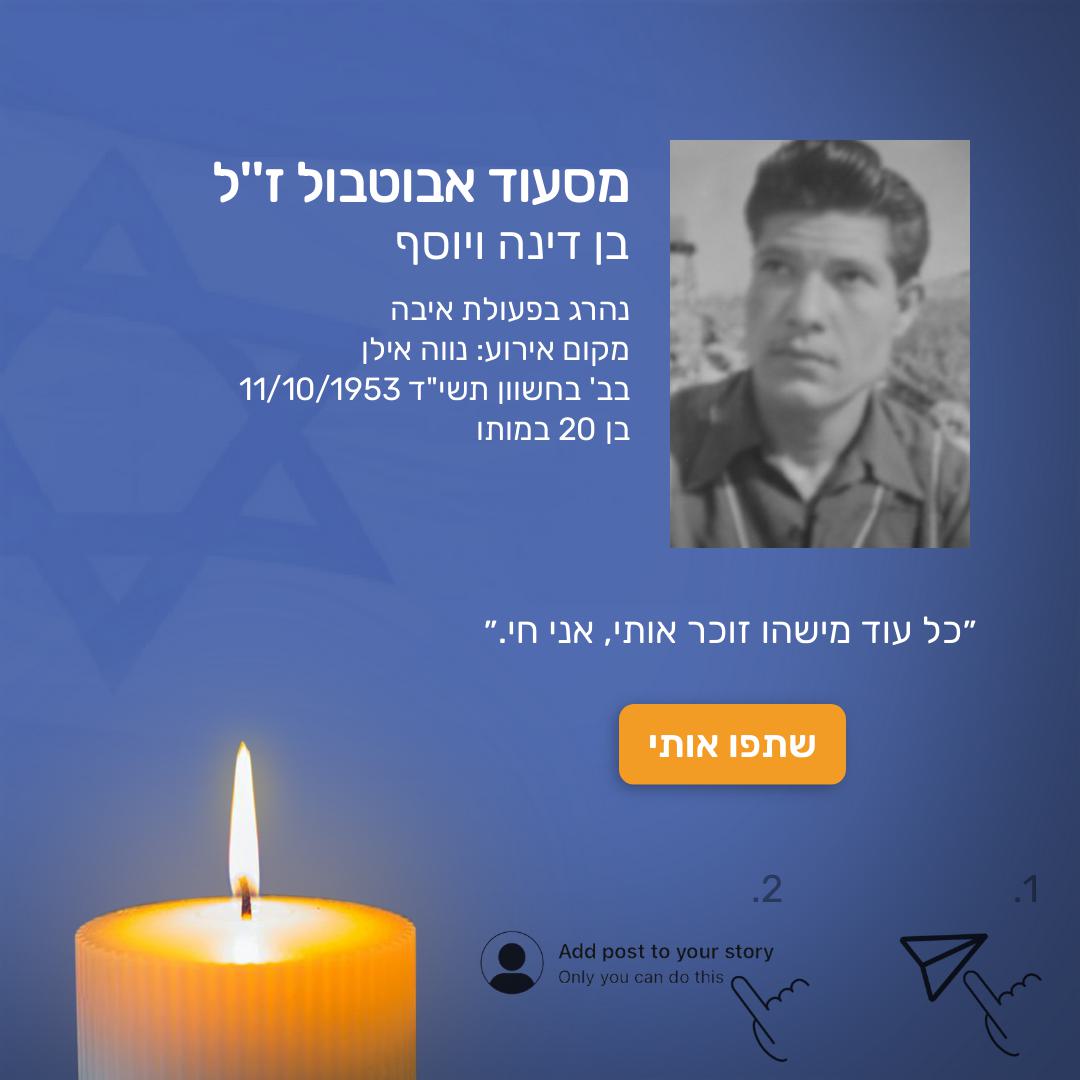 מסעוד אבוטבול ז"ל
בן דינה ויוסף
נהרג בפעולת איבה
מקום אירוע: נווה אילן
בב' בחשוון תשי"ד 11/10/1953
בן 20 במותו
״כל עוד מישהו זוכר אותי, אני חי.״
שתפו אותי
.1
.2
Add post to your story
Only you can do this